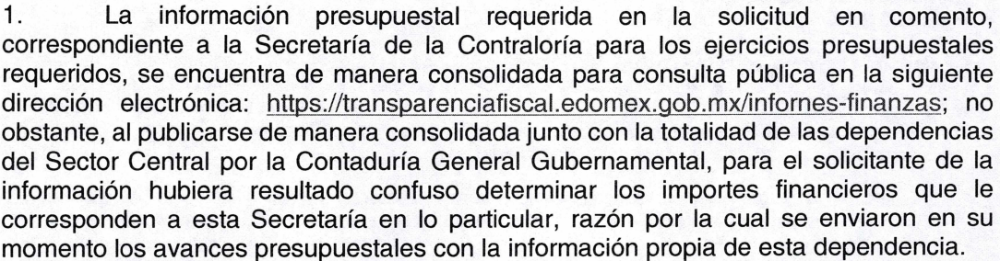 1. La información presupuestal requerida en la solicitud en comento,
correspondiente a la Secretaría de la Contraloría para los ejercicios presupuestales
requeridos, se encuentra de manera consolidada para consulta pública en la siguiente
dirección electrónica: https://transparenciafiscal.edomex.gob.mx/infornes-finanzas; no
obstante, al publicarse de manera consolidada junto con la totalidad de las dependencias
del Sector Central por la Contaduría General Gubernamental, para el solicitante de la
información hubiera resultado confuso determinar los importes financieros que le
corresponden a esta Secretaría en lo particular, razón por la cual se enviaron en su
momento los avances presupuestales con la información propia de esta dependencia.